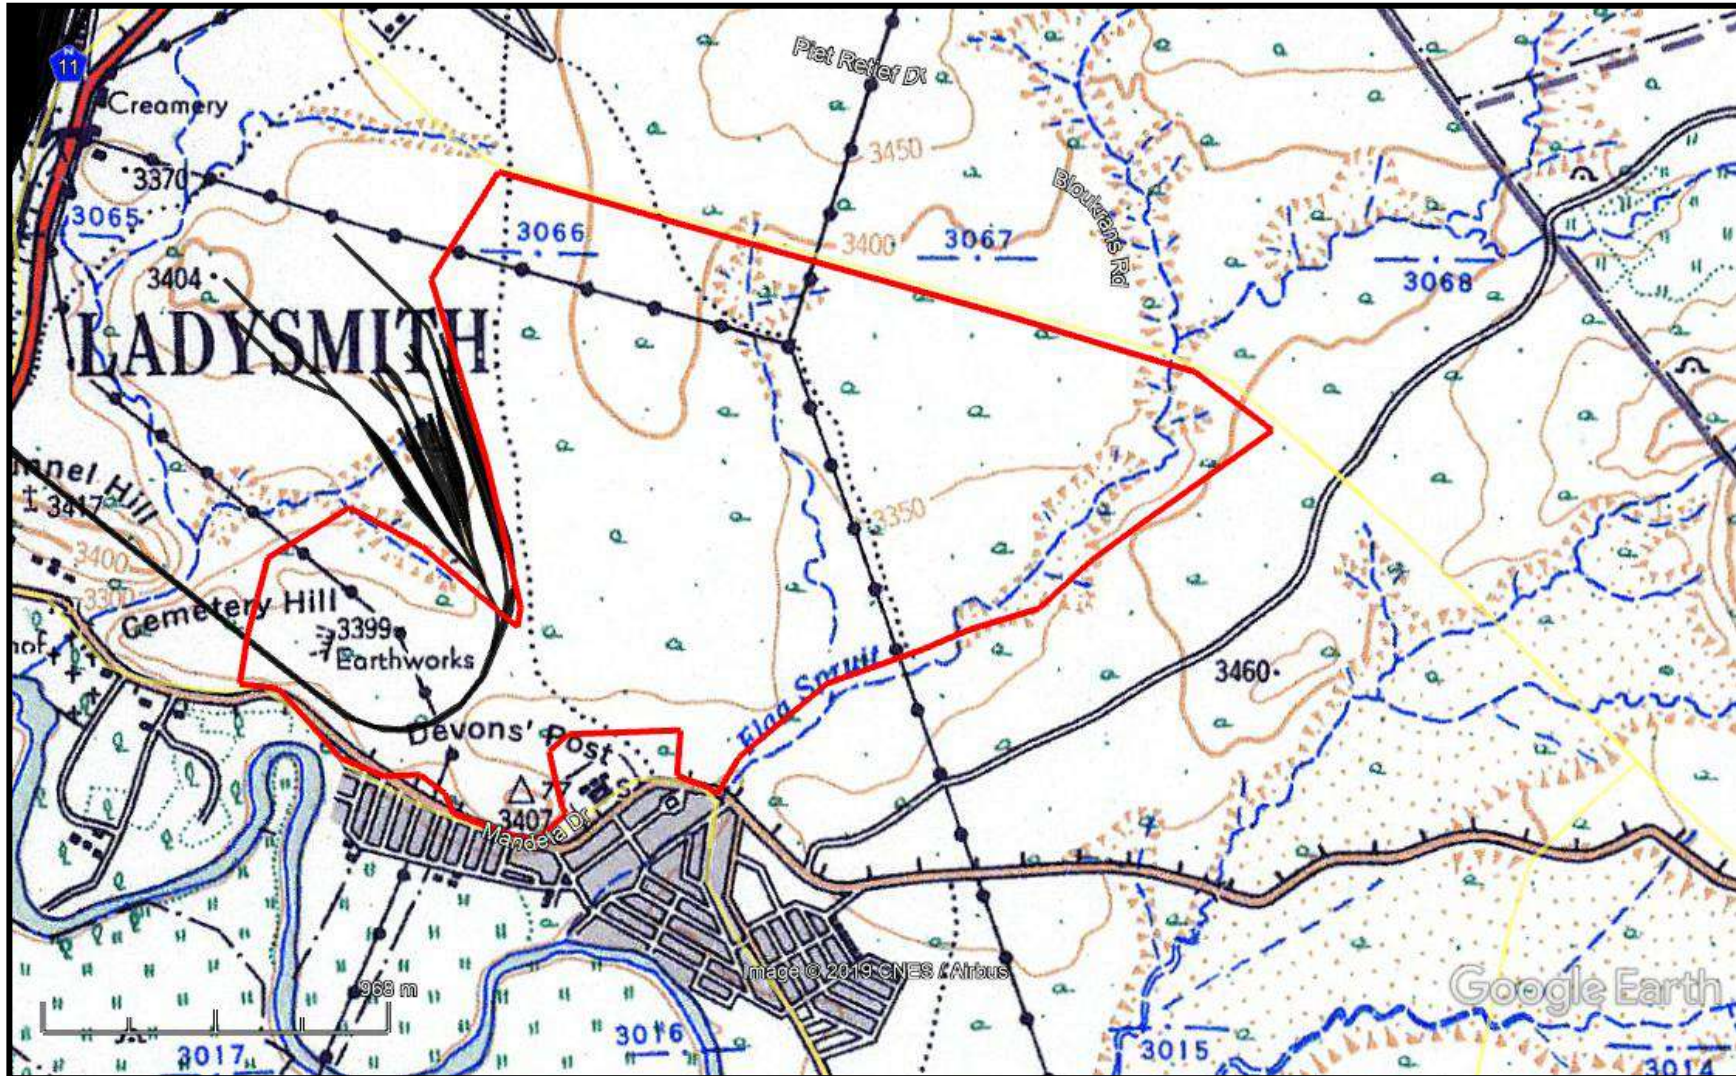 N
11
Creamery
Piet Retief Dr
3450
3370
3065
3066
3400
3067
Bloukrans Rd
3404
3068
LADYSMITH
nnel Hill
3417
3350
3400
3300
Cemetery Hill
3399
Earthworks
hof
3460
Flag Spruit
Devons' Post
77
S
3407
Mandela Dr
Image © 2019 CNES / Airbus
968 m
Google Earth
3016
3017
3015
3014